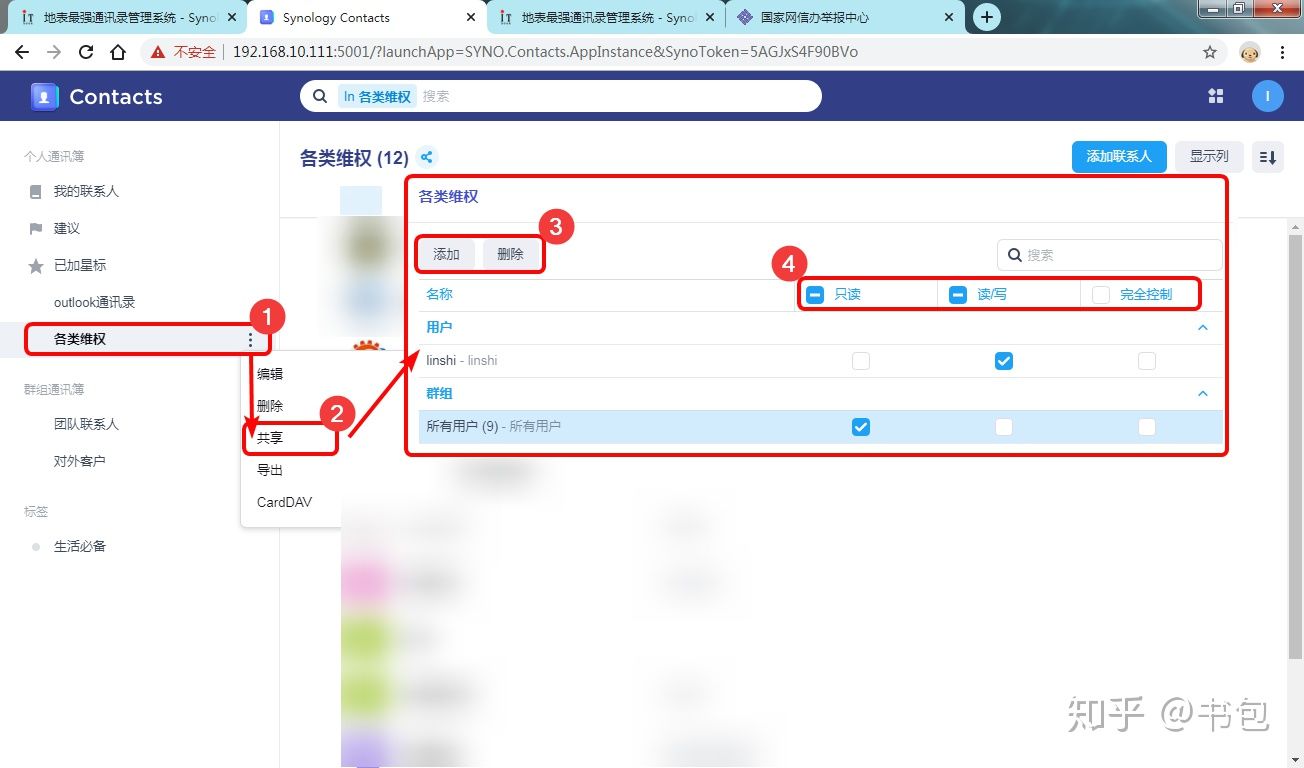 地表最强通讯录管理系统 - Syno
Synology Contacts
地表最强通讯录管理系统 - Syno
国家网信办举报中心
不安全
192.168.10.111:5001/?launchApp=SYNO.Contacts.AppInstance&SynoToken=5AGJxS4F90BVo
Contacts
In 各类维权 搜索
I
个人通讯簿
我的联系人
建议
已加星标
outlook通讯录
各类维权
1
群组通讯簿
团队联系人
对外客户
标签
生活必备
编辑
删除
2
共享
导出
CardDAV
各类维权 (12)
添加联系人
显示列
各类维权
3
添加
删除
搜索
4
名称
只读
读/写
完全控制
用户
linshi - linshi
群组
所有用户 (9) - 所有用户
知乎 @书包